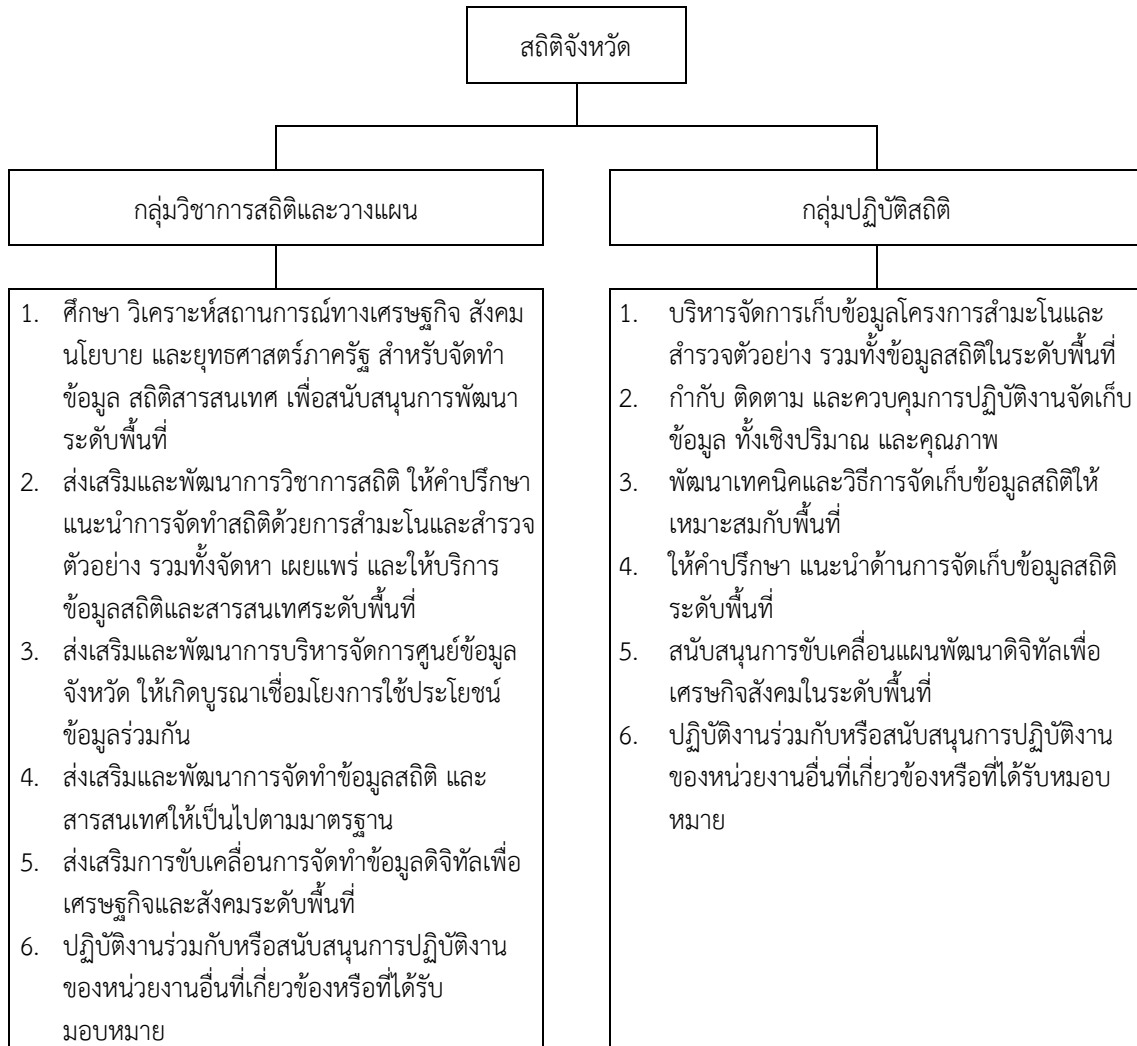 สถิติจังหวัด
กลุ่มวิชาการสถิติและวางแผน
1. ศึกษา วิเคราะห์สถานการณ์ทางเศรษฐกิจ สังคม
นโยบาย และยุทธศาสตร์ภาครัฐ สำหรับจัดทำ
ข้อมูล สถิติสารสนเทศ เพื่อสนับสนุนการพัฒนา
ระดับพื้นที่
2. ส่งเสริมและพัฒนาการวิชาการสถิติ ให้คำปรึกษา
แนะนำการจัดทำสถิติด้วยการสำมะโนและสำรวจ
ตัวอย่าง รวมทั้งจัดหา เผยแพร่ และให้บริการ
ข้อมูลสถิติและสารสนเทศระดับพื้นที่
3. ส่งเสริมและพัฒนาการบริหารจัดการศูนย์ข้อมูล
จังหวัด ให้เกิดบูรณาเชื่อมโยงการใช้ประโยชน์
ข้อมูลร่วมกัน
4. ส่งเสริมและพัฒนาการจัดทำข้อมูลสถิติ และ
สารสนเทศให้เป็นไปตามมาตรฐาน
5. ส่งเสริมการขับเคลื่อนการจัดทำข้อมูลดิจิทัลเพื่อ
เศรษฐกิจและสังคมระดับพื้นที่
6. ปฏิบัติงานร่วมกับหรือสนับสนุนการปฏิบัติงาน
ของหน่วยงานอื่นที่เกี่ยวข้องหรือที่ได้รับ
มอบหมาย
กลุ่มปฏิบัติสถิติ
1. บริหารจัดการเก็บข้อมูลโครงการสำมะโนและ
สำรวจตัวอย่าง รวมทั้งข้อมูลสถิติในระดับพื้นที่
2. กำกับ ติดตาม และควบคุมการปฏิบัติงานจัดเก็บ
ข้อมูล ทั้งเชิงปริมาณ และคุณภาพ
3. พัฒนาเทคนิคและวิธีการจัดเก็บข้อมูลสถิติให้
เหมาะสมกับพื้นที่
4. ให้คำปรึกษา แนะนำด้านการจัดเก็บข้อมูลสถิติ
ระดับพื้นที่
5. สนับสนุนการขับเคลื่อนแผนพัฒนาดิจิทัลเพื่อ
เศรษกิจสังคมในระดับพื้นที่
6. ปฏิบัติงานร่วมกับหรือสนับสนุนการปฏิบัติงาน
ของหน่วยงานอื่นที่เกี่ยวข้องหรือที่ได้รับหมอบ
หมาย